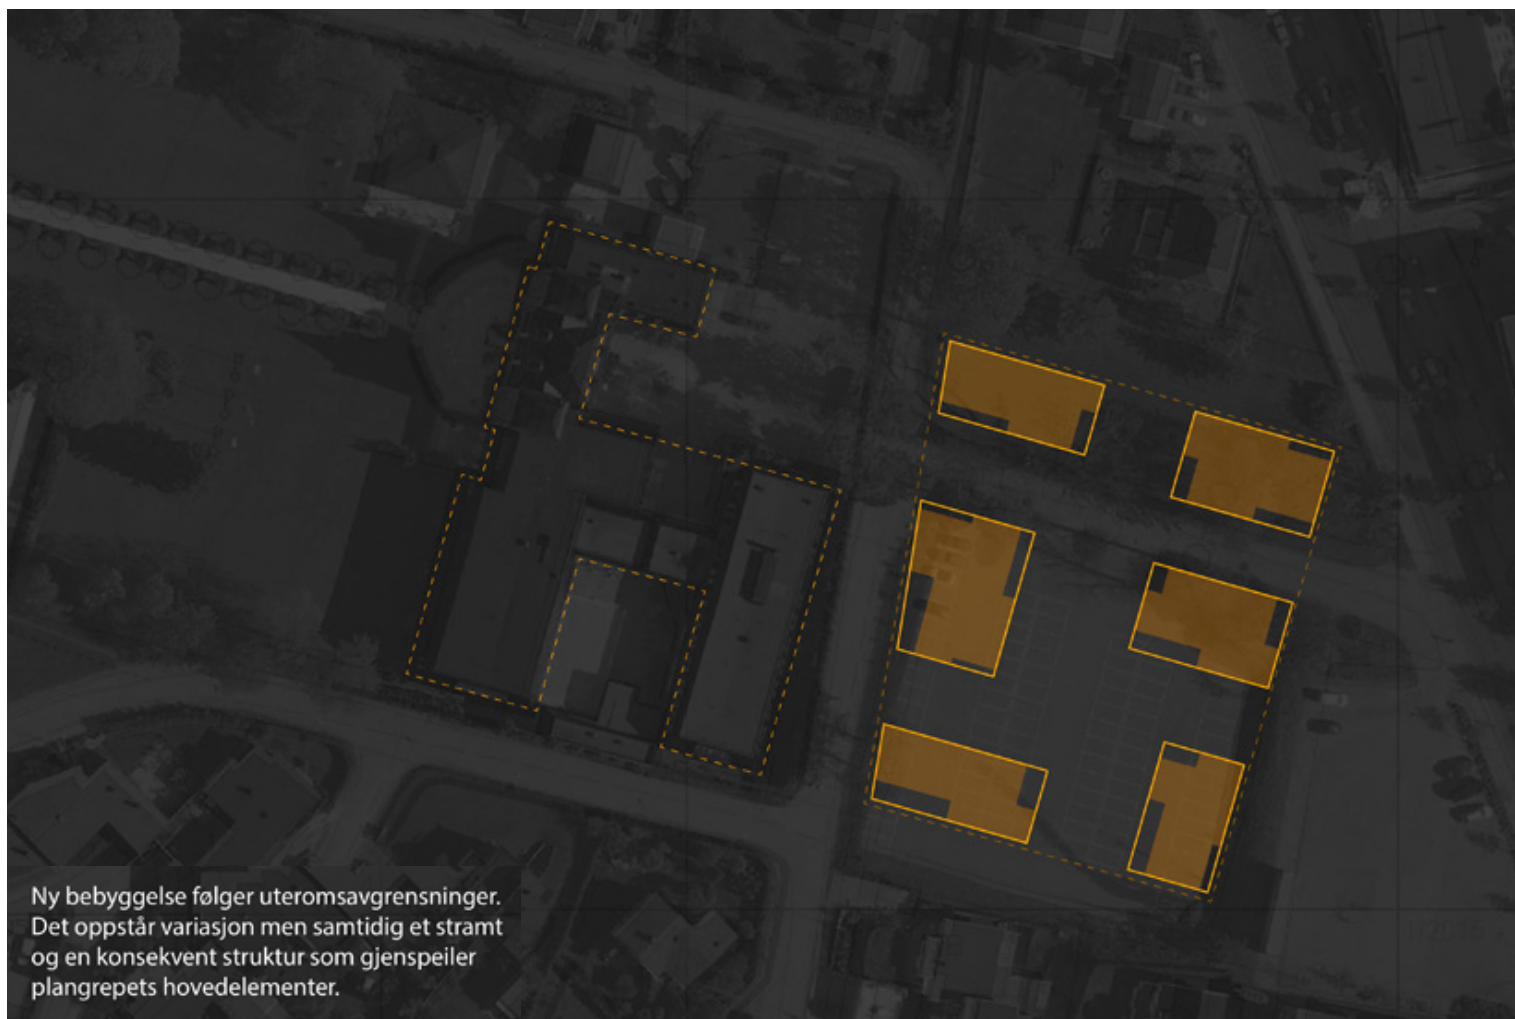 Ny bebyggelse følger uteromsavgrensninger.
Det oppstår variasjon men samtidig et stramt
og en konsekvent struktur som gjenspeiler
plangrepets hovedelementer.